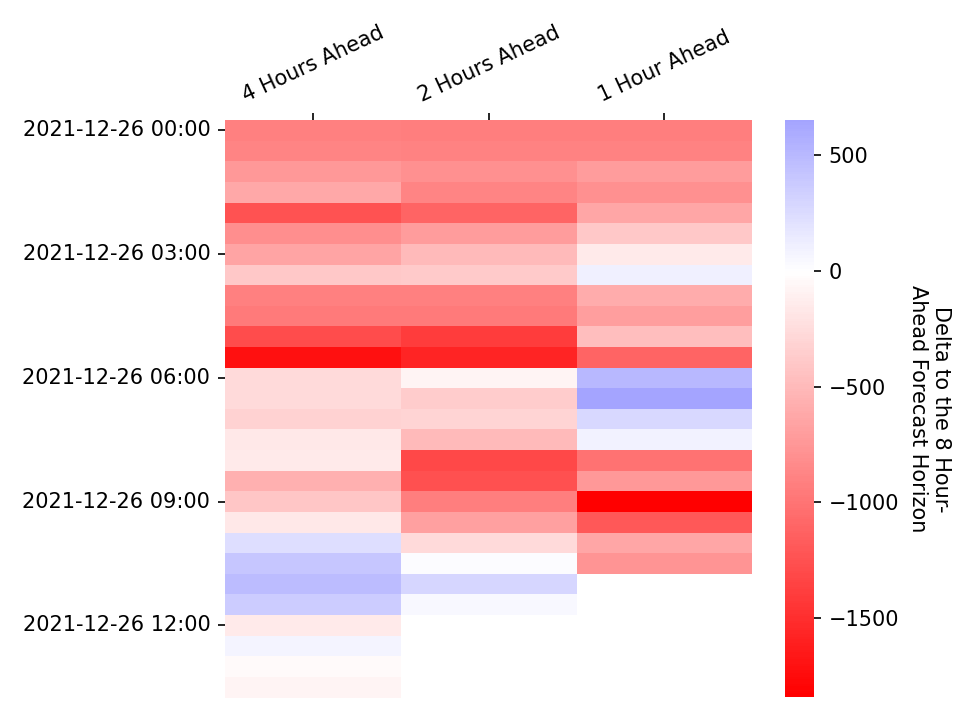 4 Hours Ahead
2 Hours Ahead
1 Hour Ahead
2021-12-26 00:00
2021-12-26 03:00
2021-12-26 06:00
2021-12-26 09:00
2021-12-26 12:00
500
0
−500
−1000
−1500
Delta to the 8 Hour-
Ahead Forecast Horizon